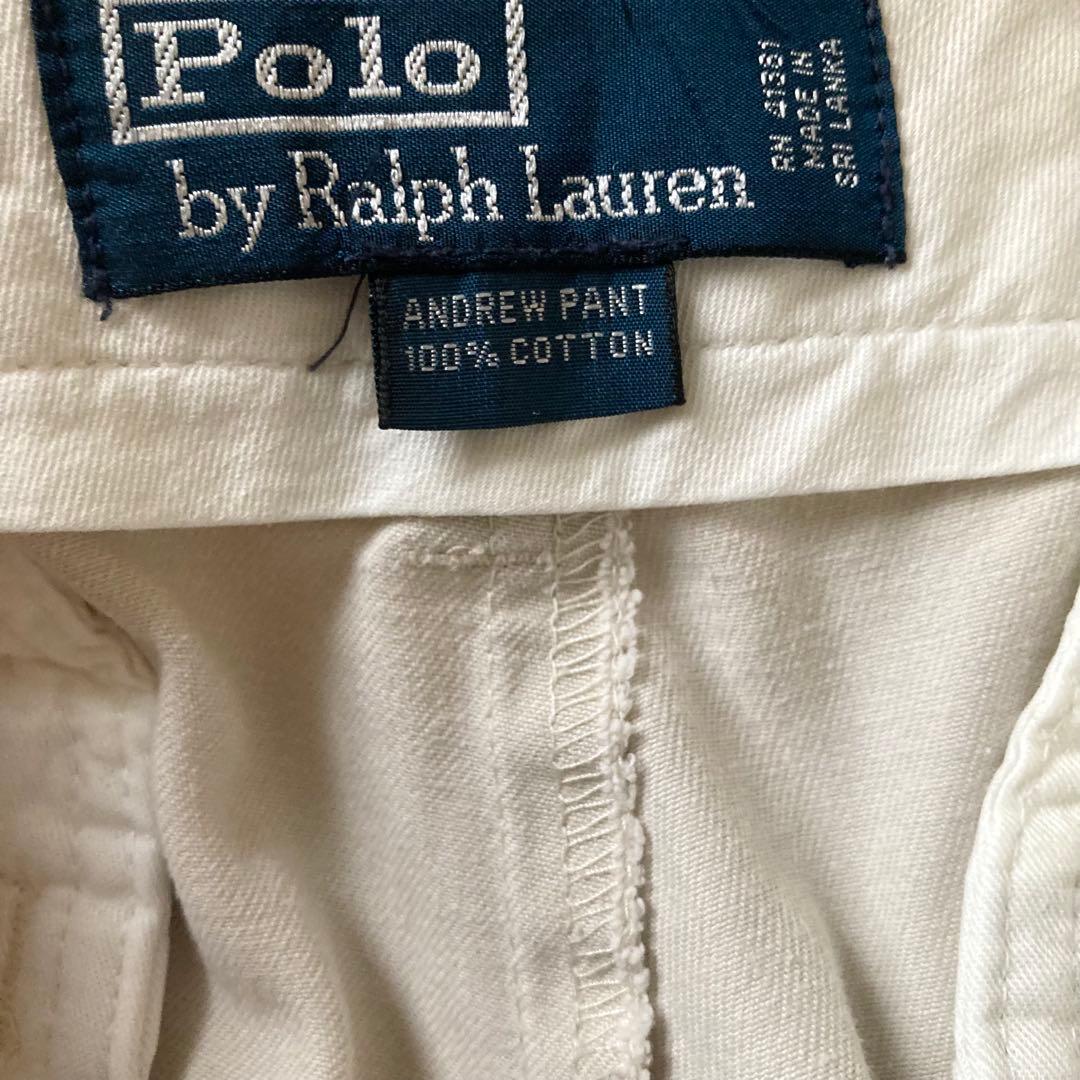 Polo
by Ralph Lauren
RN 41381
MADE IN
SRI LANKA
ANDREW PANT
100% COTTON